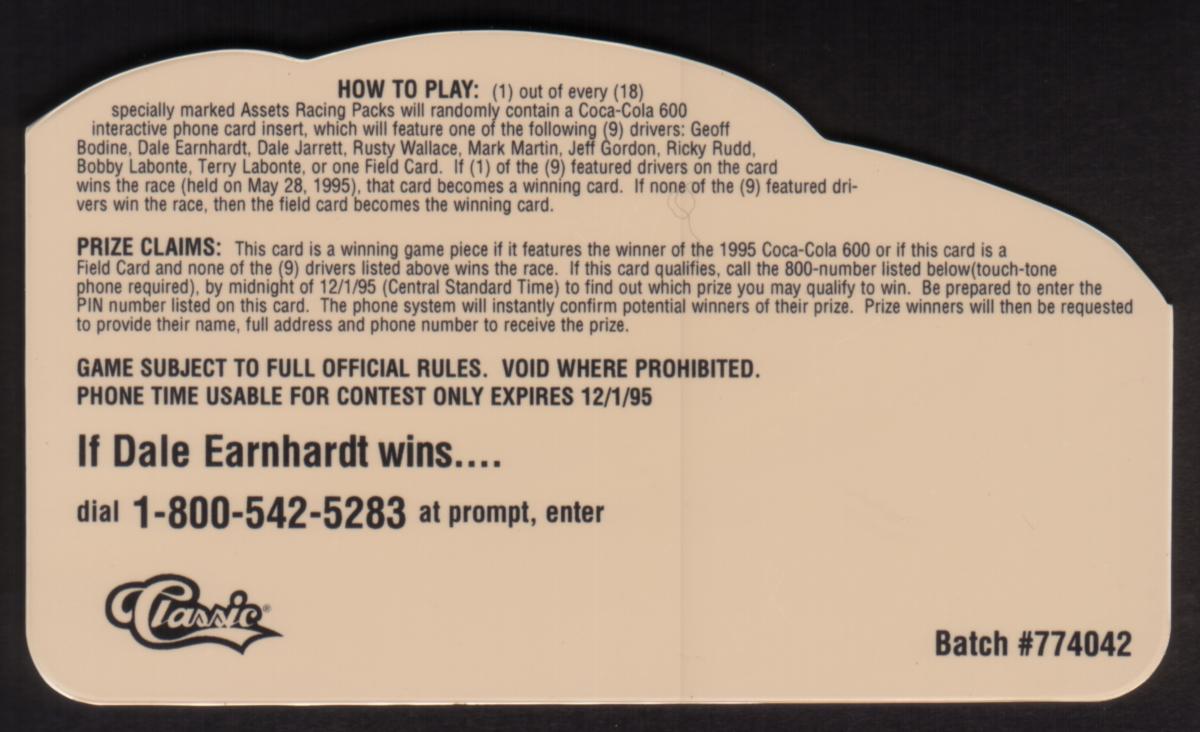 HOW TO PLAY: (1) out of every (18)
specially marked Assets Racing Packs will randomly contain a Coca-Cola 600
interactive phone card insert, which will feature one of the following (9) drivers: Geoff
Bodine, Dale Earnhardt, Dale Jarrett, Rusty Wallace, Mark Martin, Jeff Gordon, Ricky Rudd,
Bobby Labonte, Terry Labonte, or one Field Card. If (1) of the (9) featured drivers on the card
wins the race (held on May 28, 1995), that card becomes a winning card. If none of the (9) featured dri-
vers win the race, then the field card becomes the winning card.
PRIZE CLAIMS: This card is a winning game piece if it features the winner of the 1995 Coca-Cola 600 or if this card is a
Field Card and none of the (9) drivers listed above wins the race. If this card qualifies, call the 800-number listed below(touch-tone
phone required), by midnight of 12/1/95 (Central Standard Time) to find out which prize you may qualify to win. Be prepared to enter the
PIN number listed on this card. The phone system will instantly confirm potential winners of their prize. Prize winners will then be requested
to provide their name, full address and phone number to receive the prize.
GAME SUBJECT TO FULL OFFICIAL RULES. VOID WHERE PROHIBITED.
PHONE TIME USABLE FOR CONTEST ONLY EXPIRES 12/1/95
If Dale Earnhardt wins....
dial 1-800-542-5283 at prompt, enter
Classic®
Batch #774042